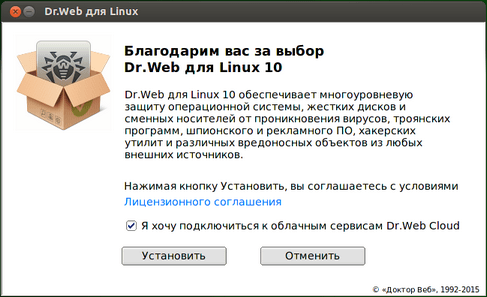 Dr.Web для Linux
Благодарим вас за выбор
Dr.Web для Linux 10
Dr.Web для Linux 10 обеспечивает многоуровневую
защиту операционной системы, жестких дисков и
сменных носителей от проникновения вирусов, троянских
программ, шпионского и рекламного ПО, хакерских
утилит и различных вредоносных объектов из любых
внешних источников.
Нажимая кнопку Установить, вы соглашаетесь с условиями
Лицензионного соглашения
Я хочу подключиться к облачным сервисам Dr.Web Cloud
Установить Отменить
© «Доктор Веб», 1992-2015